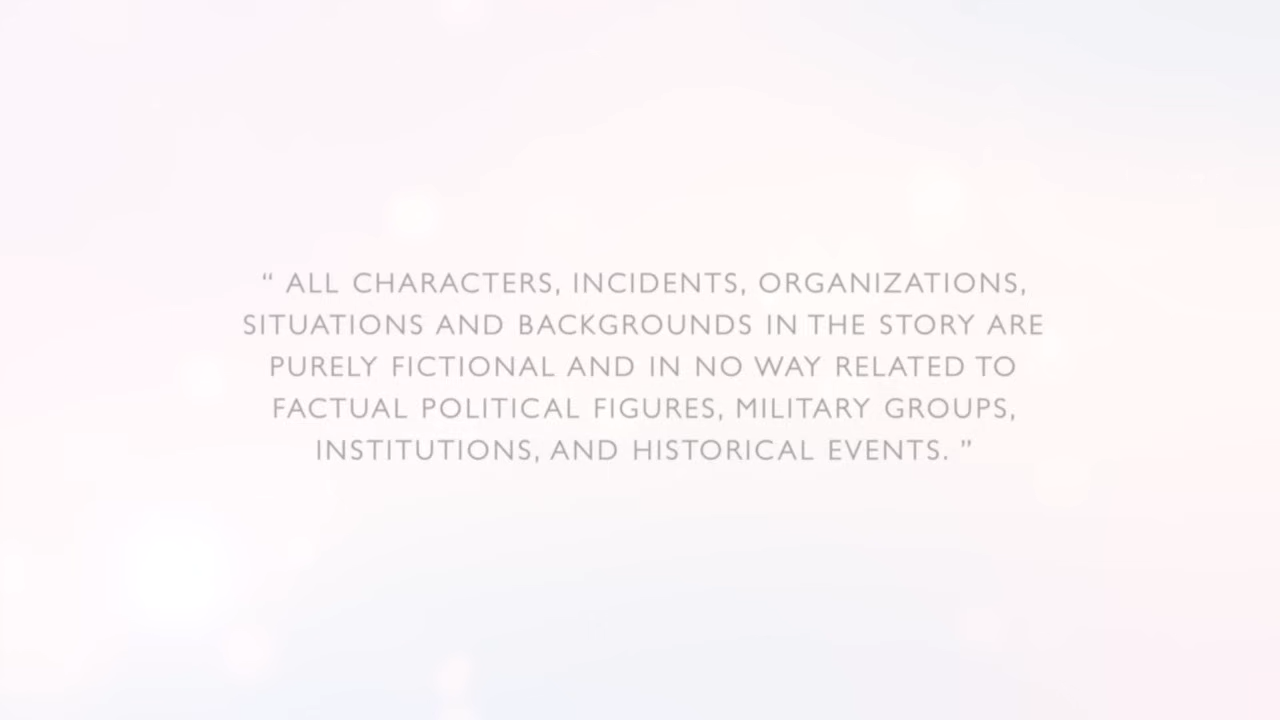 “ ALL CHARACTERS, INCIDENTS, ORGANIZATIONS,
SITUATIONS AND BACKGROUNDS IN THE STORY ARE
PURELY FICTIONAL AND IN NO WAY RELATED TO
FACTUAL POLITICAL FIGURES, MILITARY GROUPS,
INSTITUTIONS, AND HISTORICAL EVENTS. ”